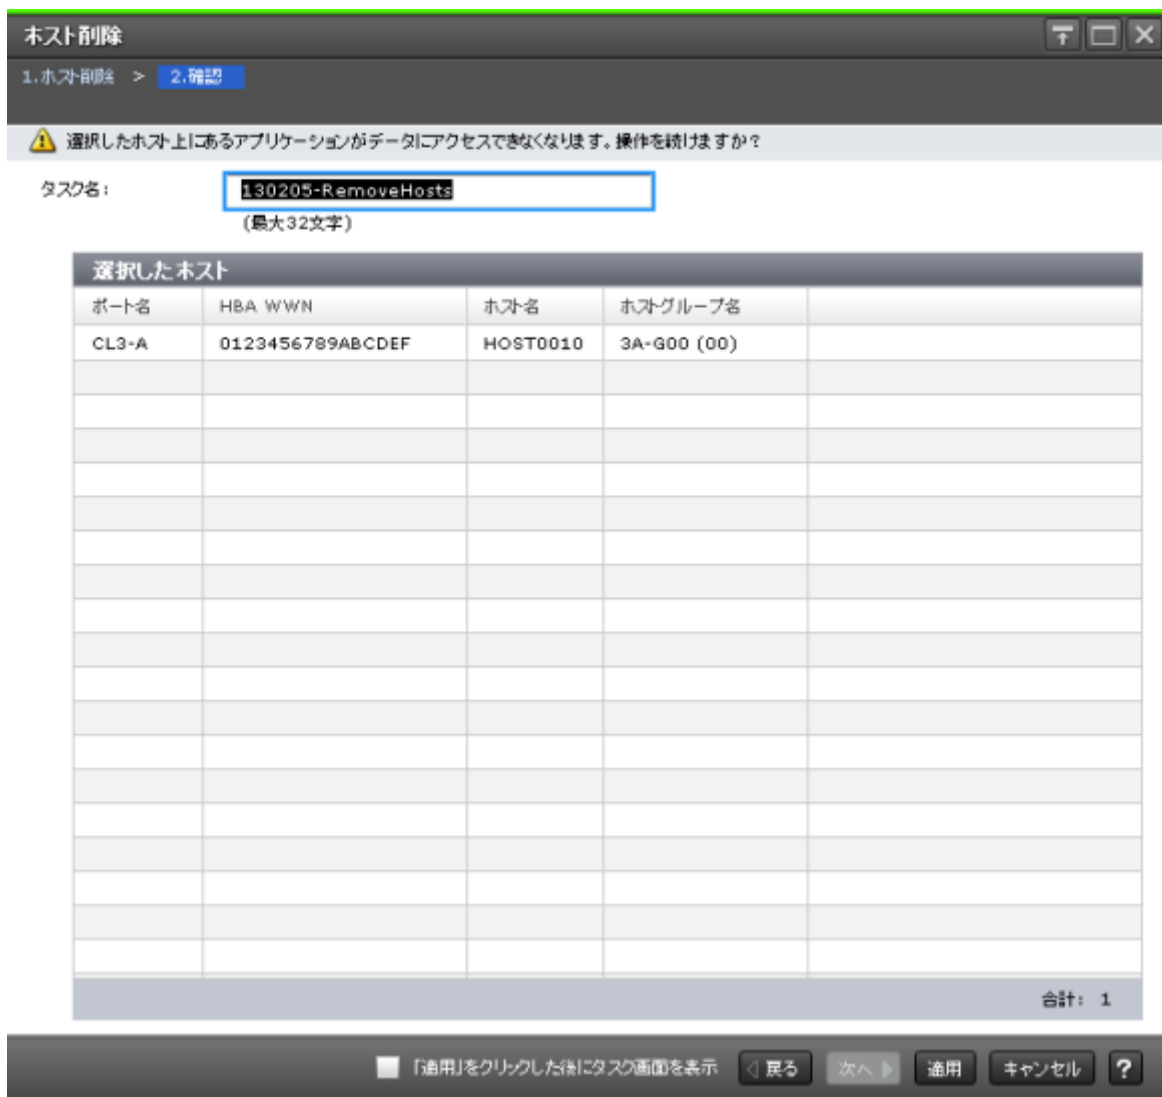 ホスト削除
1.ホスト削除 > 2.確認
選択したホスト上にあるアプリケーションがデータにアクセスできなくなります。操作を続けますか?
タスク名: 130205-RemoveHosts
(最大32文字)
選択したホスト
ポート名 HBA WWN ホスト名 ホストグループ名
CL3-A 0123456789ABCDEF HOST0010 3A-G00 (00)
合計: 1
「適用」をクリックした後にタスク画面を表示 戻る 次へ 適用 キャンセル ?